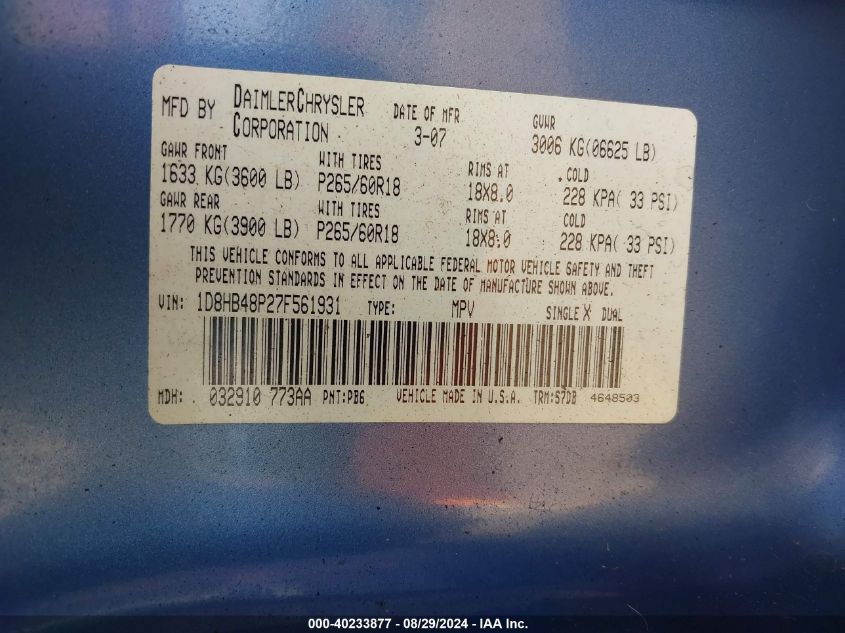 MFD BY DAIMLERCHRYSLER CORPORATION DATE OF MFR 3-07 GVWR 3006 KG(06625 LB)
GAWR FRONT WITH TIRES RIMS AT COLD
1633 KG(3600 LB) P265/60R18 18X8.0 228 KPA( 33 PSI)
GAWR REAR WITH TIRES RIMS AT COLD
1770 KG(3900 LB) P265/60R18 18X8.0 228 KPA( 33 PSI)
THIS VEHICLE CONFORMS TO ALL APPLICABLE FEDERAL MOTOR VEHICLE SAFETY AND THEFT
PREVENTION STANDARDS IN EFFECT ON THE DATE OF MANUFACTURE SHOWN ABOVE.
VIN: 1D8HB48P27F561931 TYPE: MPV SINGLE X DUAL
MDH: 032910 773AA PNT:PB6 VEHICLE MADE IN U.S.A. TRM:S7DB 4648503
000-40233877 - 08/29/2024 - IAA Inc.